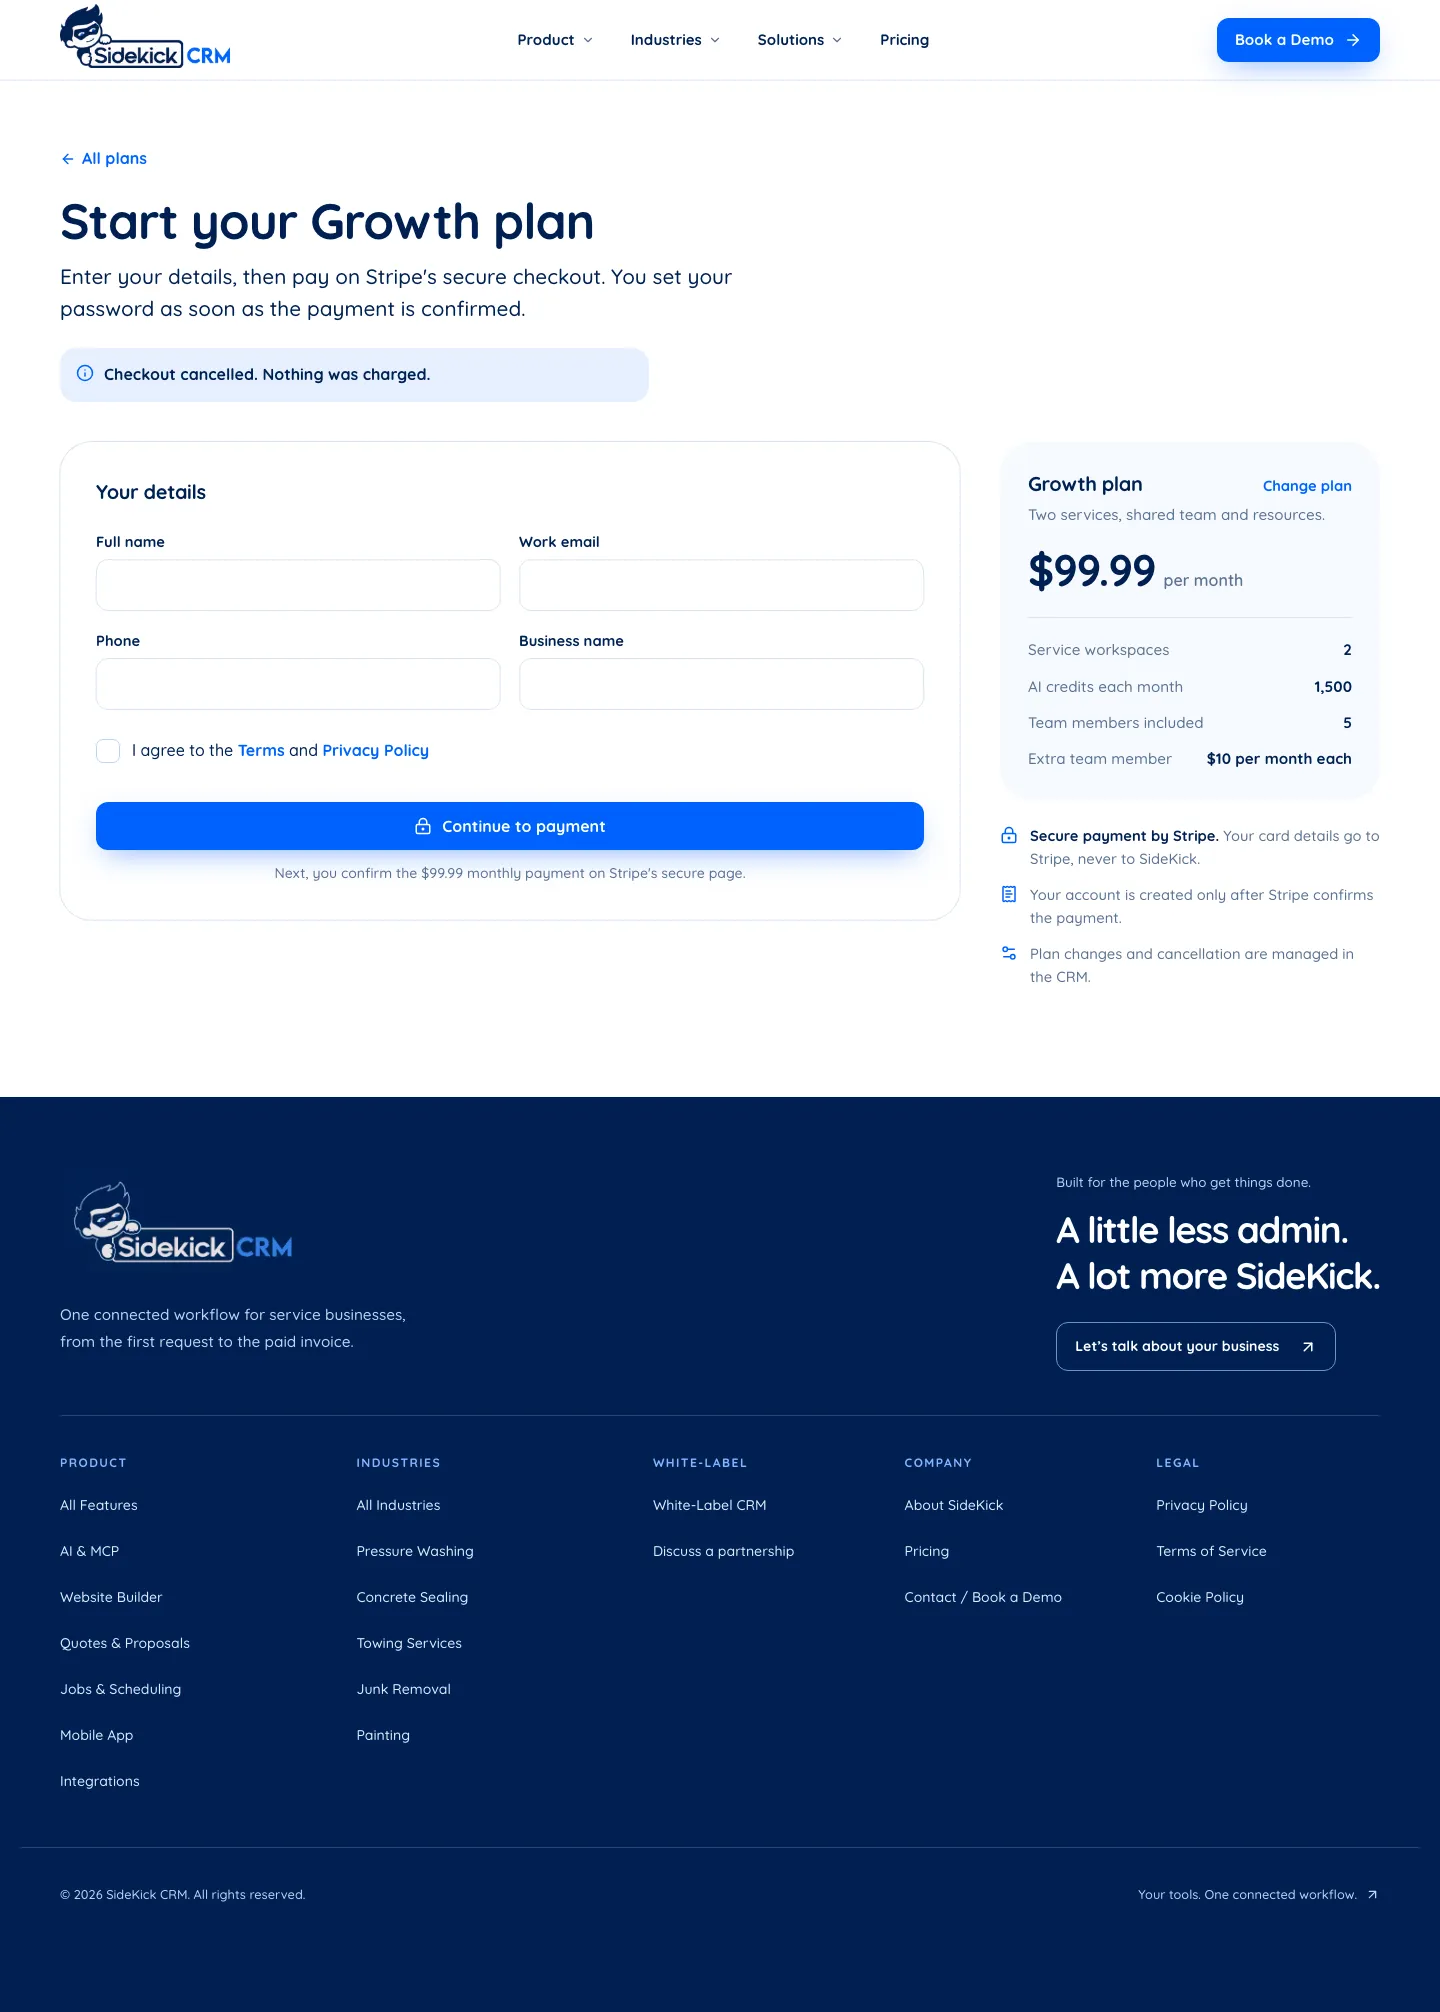 Sidekick CRM
Product
Industries
Solutions
Pricing
Book a Demo
All plans
Start your Growth plan
Enter your details, then pay on Stripe's secure checkout. You set your
password as soon as the payment is confirmed.
Checkout cancelled. Nothing was charged.
Your details
Full name
Work email
Phone
Business name
I agree to the Terms and Privacy Policy
Continue to payment
Next, you confirm the $99.99 monthly payment on Stripe's secure page.
Growth plan
Change plan
Two services, shared team and resources.
$99.99 per month
Service workspaces 2
AI credits each month 1,500
Team members included 5
Extra team member $10 per month each
Secure payment by Stripe. Your card details go to
Stripe, never to SideKick.
Your account is created only after Stripe confirms
the payment.
Plan changes and cancellation are managed in
the CRM.
Sidekick CRM
One connected workflow for service businesses,
from the first request to the paid invoice.
Built for the people who get things done.
A little less admin.
A lot more SideKick.
Let's talk about your business
PRODUCT
All Features
AI & MCP
Website Builder
Quotes & Proposals
Jobs & Scheduling
Mobile App
Integrations
INDUSTRIES
All Industries
Pressure Washing
Concrete Sealing
Towing Services
Junk Removal
Painting
WHITE-LABEL
White-Label CRM
Discuss a partnership
COMPANY
About SideKick
Pricing
Contact / Book a Demo
LEGAL
Privacy Policy
Terms of Service
Cookie Policy
© 2026 SideKick CRM. All rights reserved.
Your tools. One connected workflow.